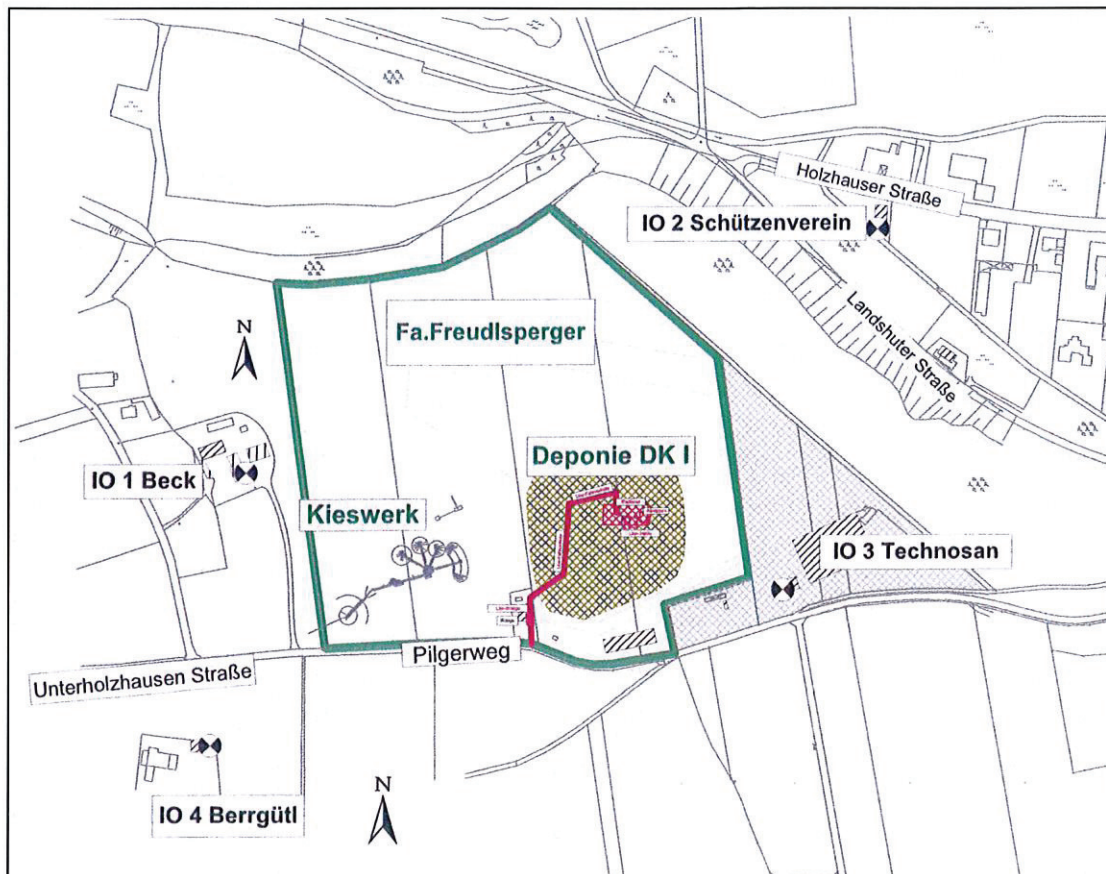 Holzhauser Straße
IO 2 Schützenverein
N
Fa.Freudlsperger
Landshuter Straße
Deponie DK I
IO 1 Beck
Kieswerk
IO 3 Technosan
Pilgerweg
Unterholzhausen Straße
N
IO 4 Berrgütl